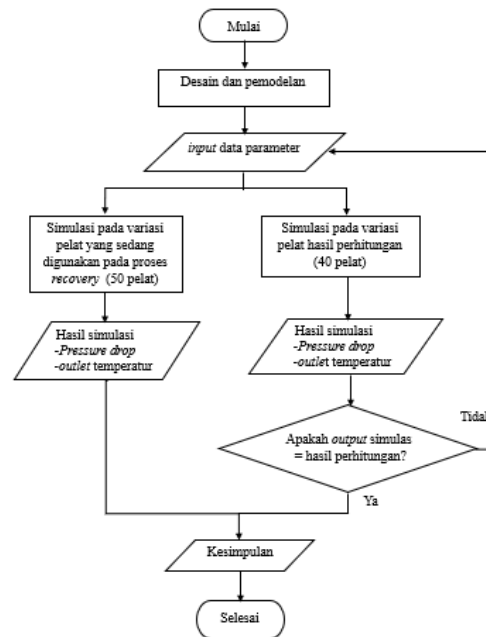 Mulai
Desain dan pemodelan
input data parameter
Simulasi pada variasi
pelat yang sedang
digunakan pada proses
recovery (50 pelat)
Simulasi pada variasi
pelat hasil perhitungan
(40 pelat)
Hasil simulasi
-Pressure drop
-outlet temperatur
Hasil simulasi
-Pressure drop
-outlet temperatur
Apakah output simulas
= hasil perhitungan?
Tidak
Ya
Kesimpulan
Selesai